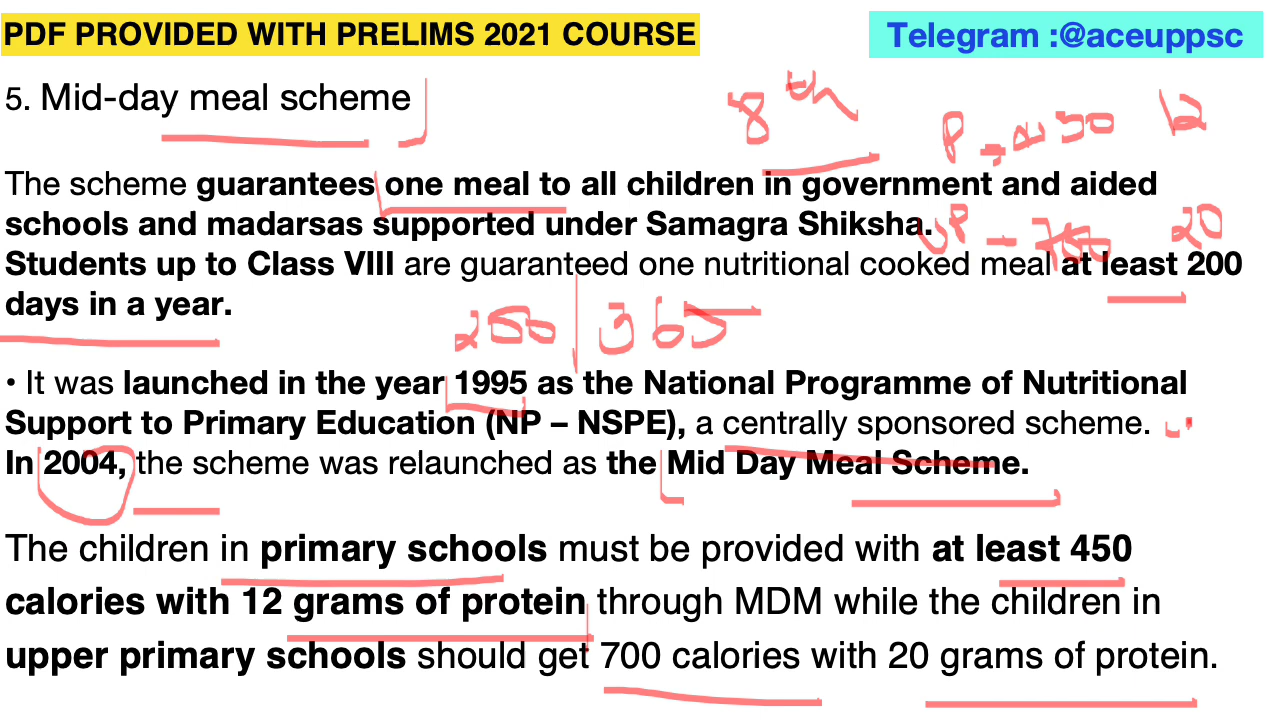 PDF PROVIDED WITH PRELIMS 2021 COURSE
Telegram :@aceuppsc
5. Mid-day meal scheme
8th
12
The scheme guarantees one meal to all children in government and aided
schools and madarsas supported under Samagra Shiksha.
UP - 700 20
Students up to Class VIII are guaranteed one nutritional cooked meal at least 200
days in a year.
200 | 365
• It was launched in the year 1995 as the National Programme of Nutritional
Support to Primary Education (NP – NSPE), a centrally sponsored scheme.
In 2004, the scheme was relaunched as the Mid Day Meal Scheme.
The children in primary schools must be provided with at least 450
calories with 12 grams of protein through MDM while the children in
upper primary schools should get 700 calories with 20 grams of protein.